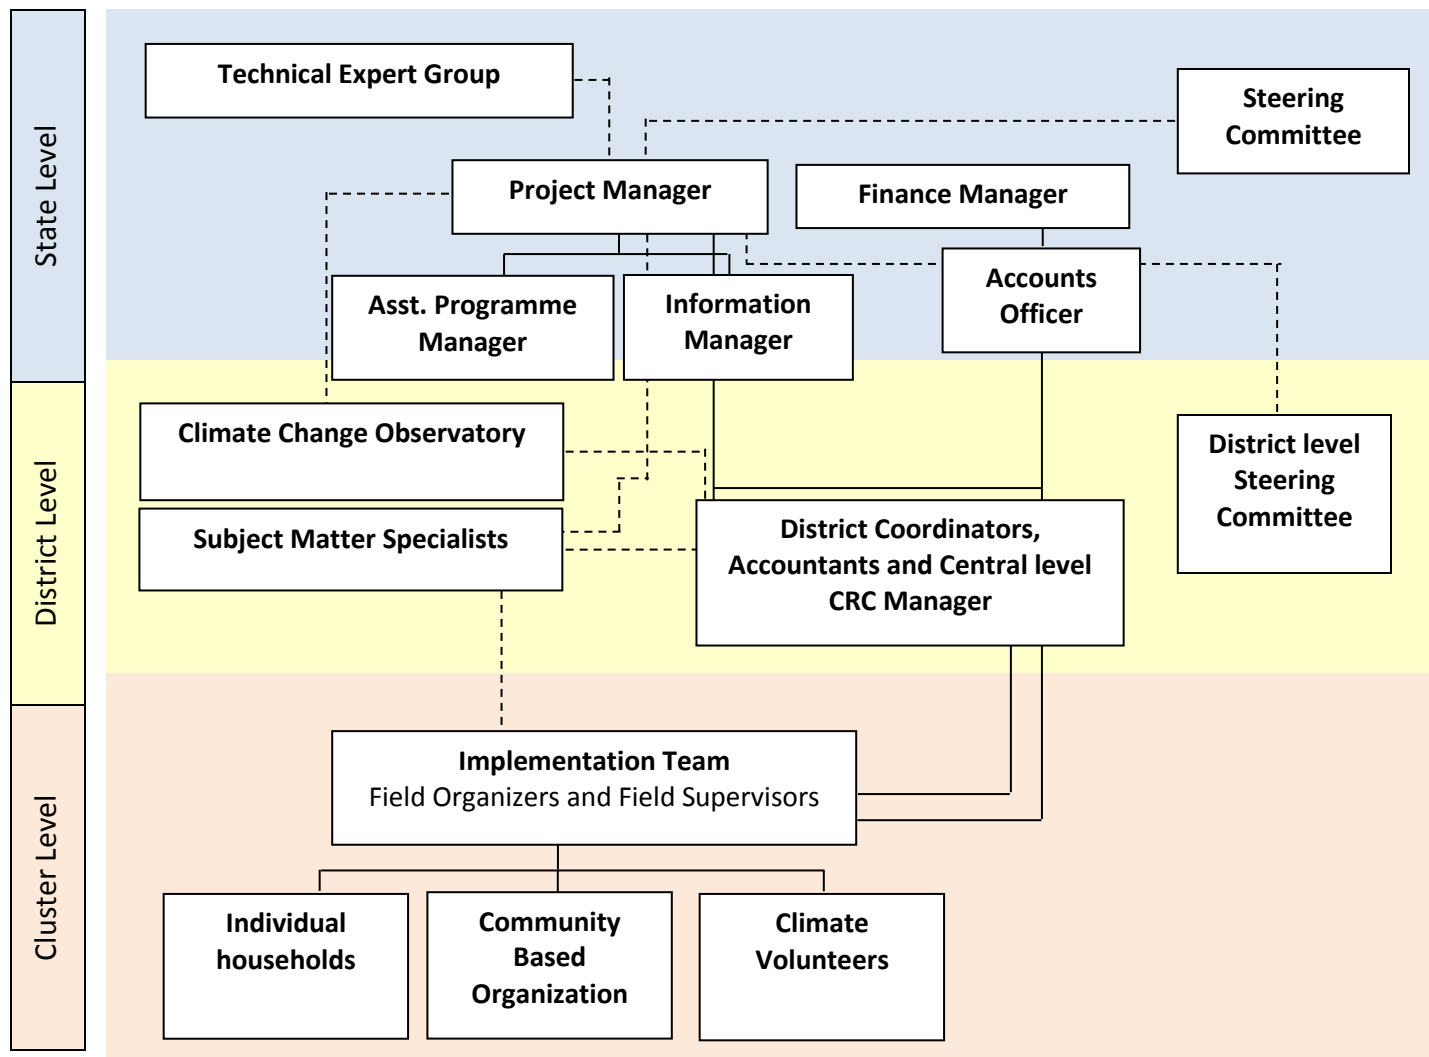 State Level
Technical Expert Group
Steering
Committee
Project Manager
Finance Manager
Asst. Programme
Manager
Information
Manager
Accounts
Officer
District Level
Climate Change Observatory
District level
Steering
Committee
Subject Matter Specialists
District Coordinators,
Accountants and Central level
CRC Manager
Cluster Level
Implementation Team
Field Organizers and Field Supervisors
Individual
households
Community
Based
Organization
Climate
Volunteers